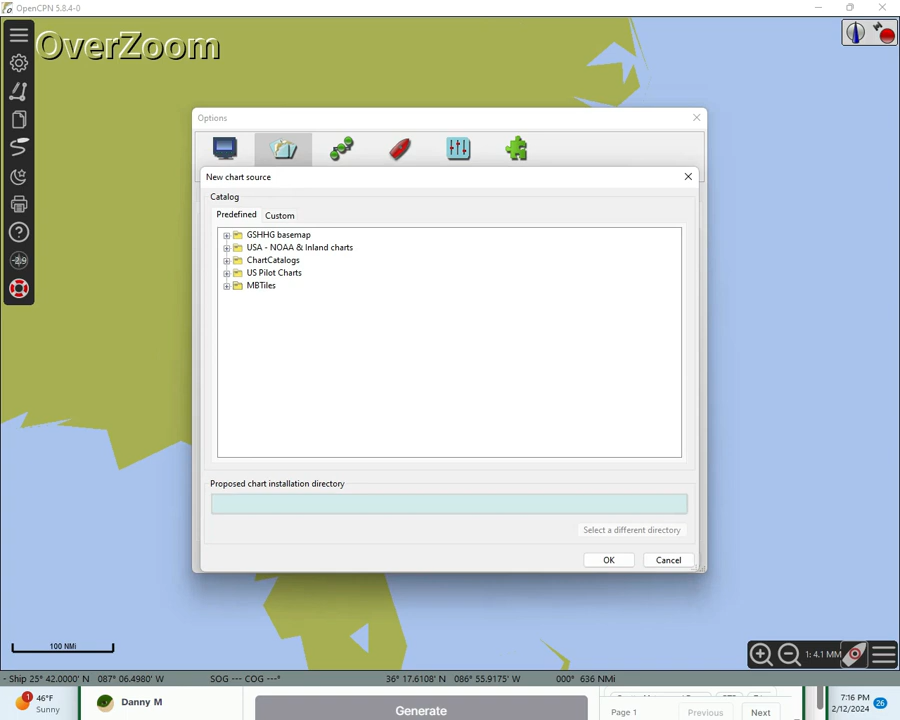 OpenCPN 5.8.4-0
OverZoom
Options
New chart source
Catalog
Predefined Custom
GSHHG basemap
USA - NOAA & Inland charts
ChartCatalogs
US Pilot Charts
MBTiles
Proposed chart installation directory
Select a different directory
OK Cancel
100 NMi
1: 4.1 MM
- Ship 25° 42.0000' N 087° 06.4980' W SOG ---° COG ---° 36° 17.6108' N 086° 55.9175' W 000° 636 NMi
46°F
Sunny
Danny M
Generate
Page 1 Previous Next
7:16 PM
2/12/2024
26